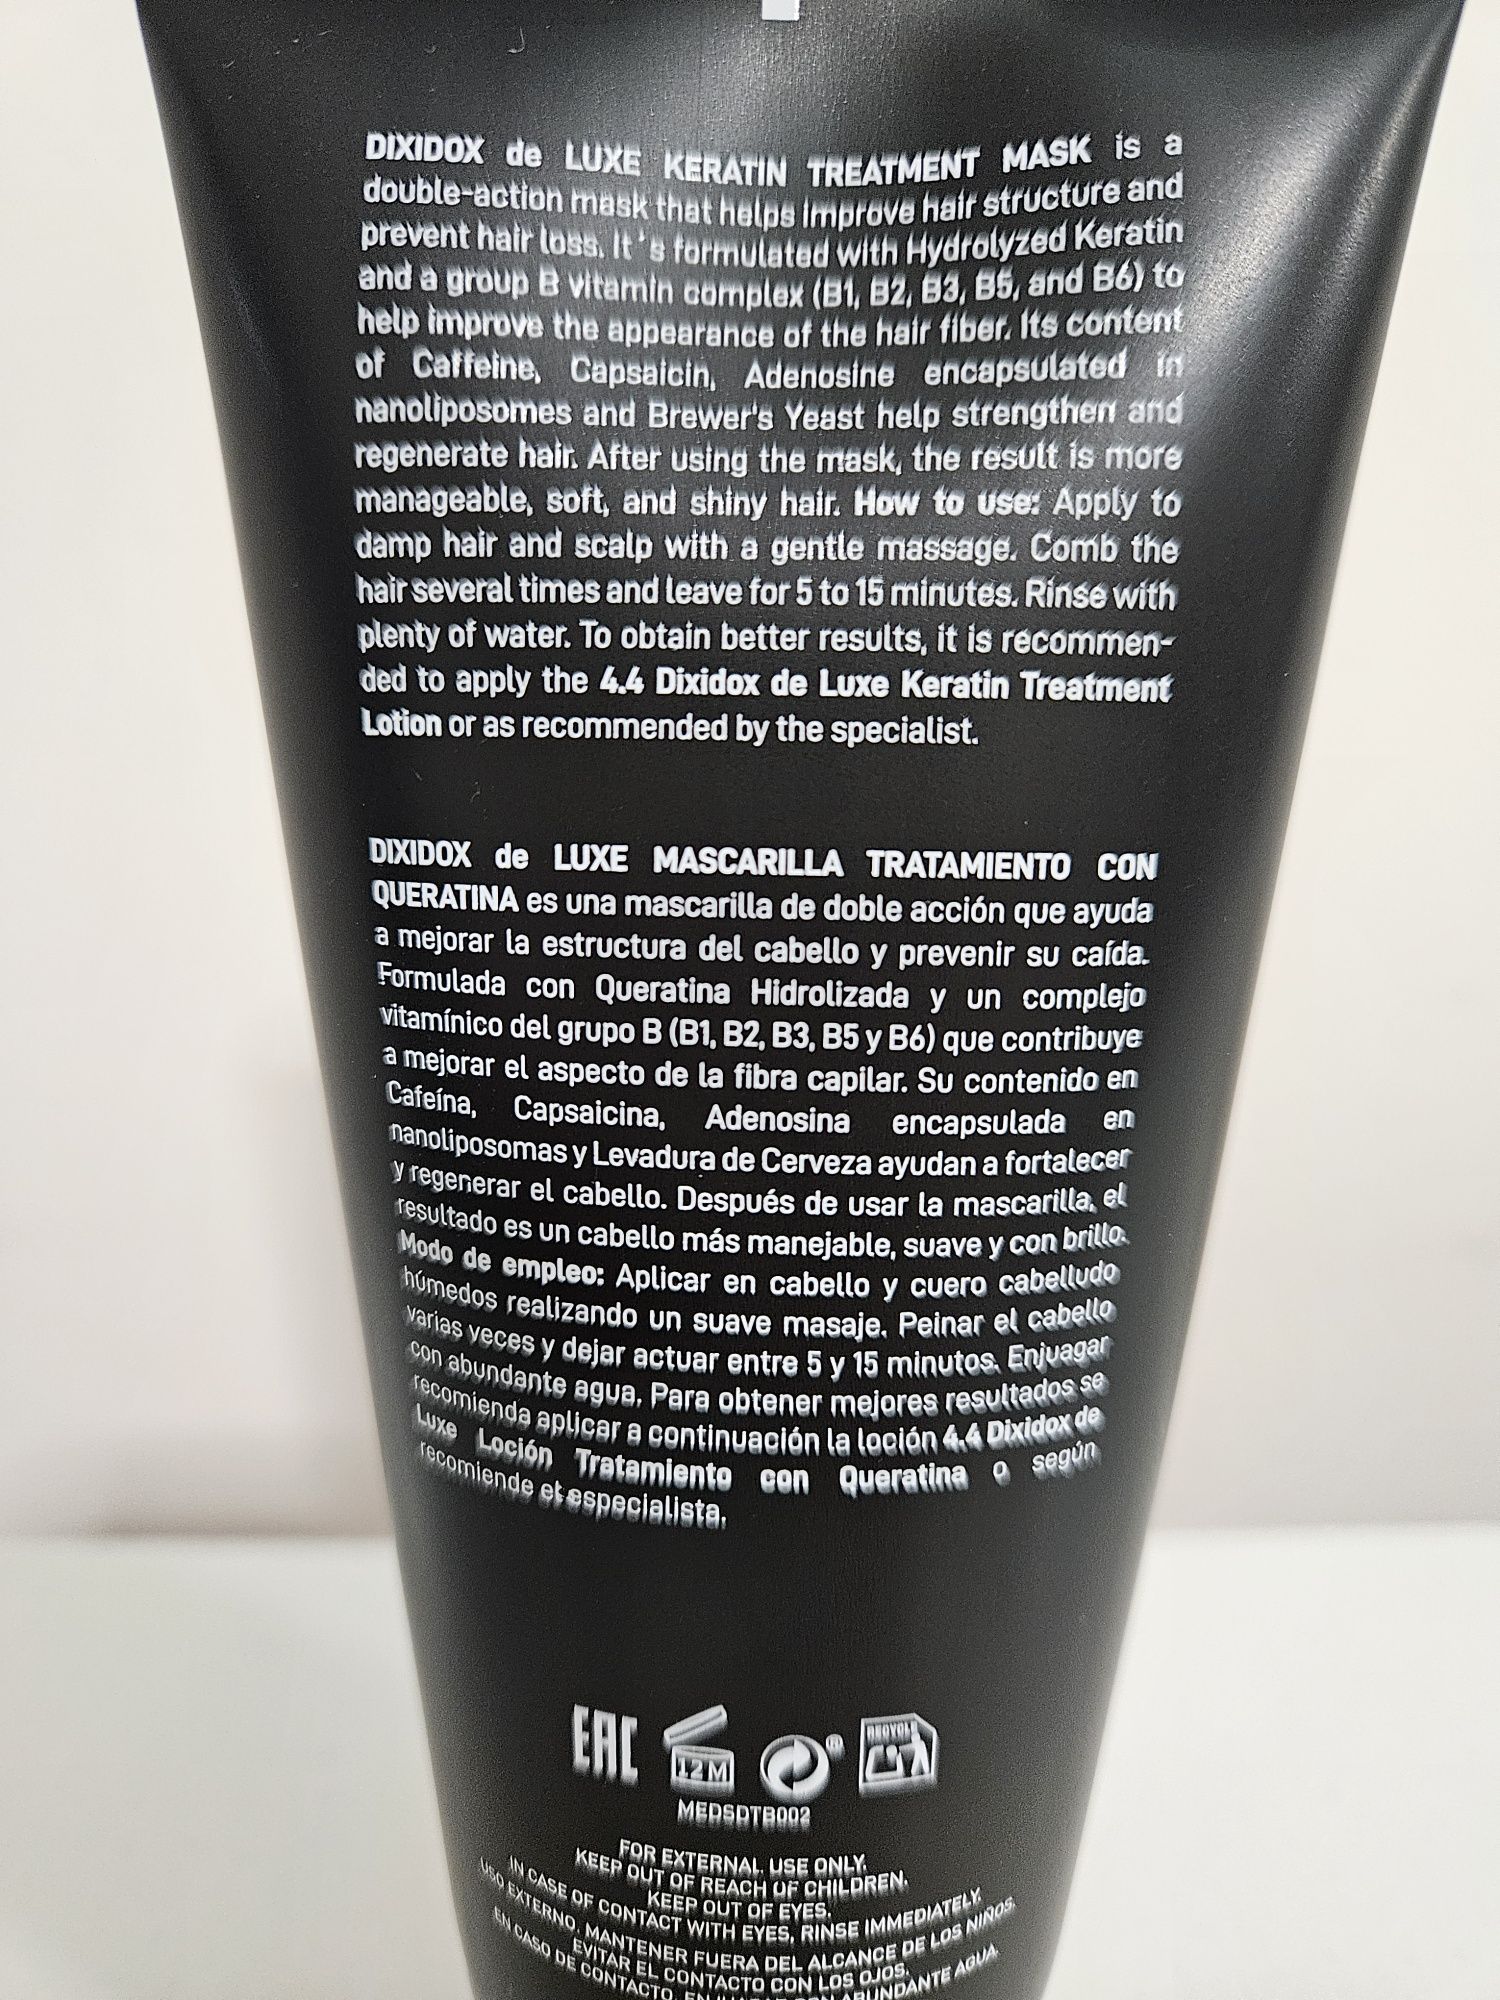 DIXIDOX de LUXE KERATIN TREATMENT MASK is a
double-action mask that helps improve hair structure and
prevent hair loss. It's formulated with Hydrolyzed Keratin
and a group B vitamin complex (B1, B2, B3, B5, and B6) to
help improve the appearance of the hair fiber. Its content
of Caffeine, Capsaicin, Adenosine encapsulated in
nanoliposomes and Brewer's Yeast help strengthen and
regenerate hair. After using the mask, the result is more
manageable, soft, and shiny hair. How to use: Apply to
damp hair and scalp with a gentle massage. Comb the
hair several times and leave for 5 to 15 minutes. Rinse with
plenty of water. To obtain better results, it is recommen-
ded to apply the 4.4 Dixidox de Luxe Keratin Treatment
Lotion or as recommended by the specialist.
DIXIDOX de LUXE MASCARILLA TRATAMIENTO CON
QUERATINA es una mascarilla de doble acción que ayuda
a mejorar la estructura del cabello y prevenir su caída.
Formulada con Queratina Hidrolizada y un complejo
vitamínico del grupo B (B1, B2, B3, B5 y B6) que contribuye
a mejorar el aspecto de la fibra capilar. Su contenido en
Cafeína, Capsaicina, Adenosina encapsulada en
nanoliposomas y Levadura de Cerveza ayudan a fortalecer
y regenerar el cabello. Después de usar la mascarilla, el
resultado es un cabello más manejable, suave y con brillo.
Modo de empleo: Aplicar en cabello y cuero cabelludo
húmedos realizando un suave masaje. Peinar el cabello
varias veces y dejar actuar entre 5 y 15 minutos. Enjuagar
con abundante agua. Para obtener mejores resultados se
recomienda aplicar a continuación la loción 4.4 Dixidox de
Luxe Loción Tratamiento con Queratina o según
recomiende el especialista.
EAC 12M ® RECYCLE
MEDSDTB002
FOR EXTERNAL USE ONLY.
KEEP OUT OF REACH OF CHILDREN.
KEEP OUT OF EYES.
IN CASE OF CONTACT WITH EYES, RINSE IMMEDIATELY.
USO EXTERNO. MANTENER FUERA DEL ALCANCE DE LOS NIÑOS.
EVITAR EL CONTACTO CON LOS OJOS.
EN CASO DE CONTACTO, ABUNDANTE AGUA.